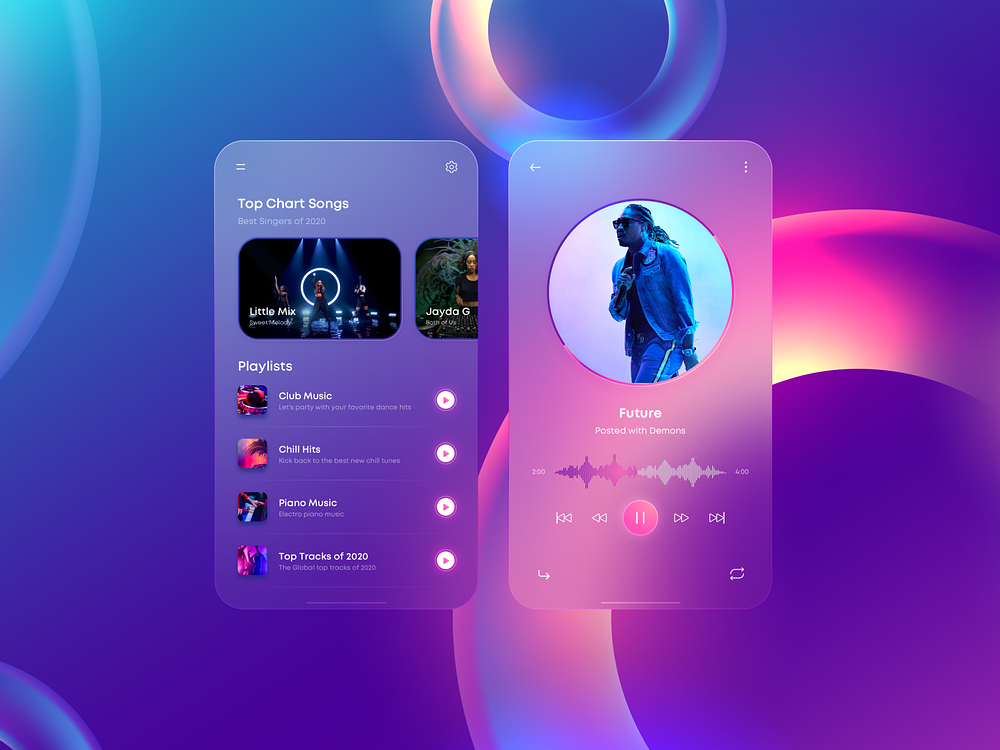 Top Chart Songs
Best Singers of 2020
Little Mix
Sweet Melody
Jayda G
Both of Us
Playlists
Club Music
Let's party with your favorite dance hits
Chill Hits
Kick back to the best new chill tunes
Piano Music
Electro piano music
Top Tracks of 2020
The Global top tracks of 2020
Future
Posted with Demons
2:00
4:00